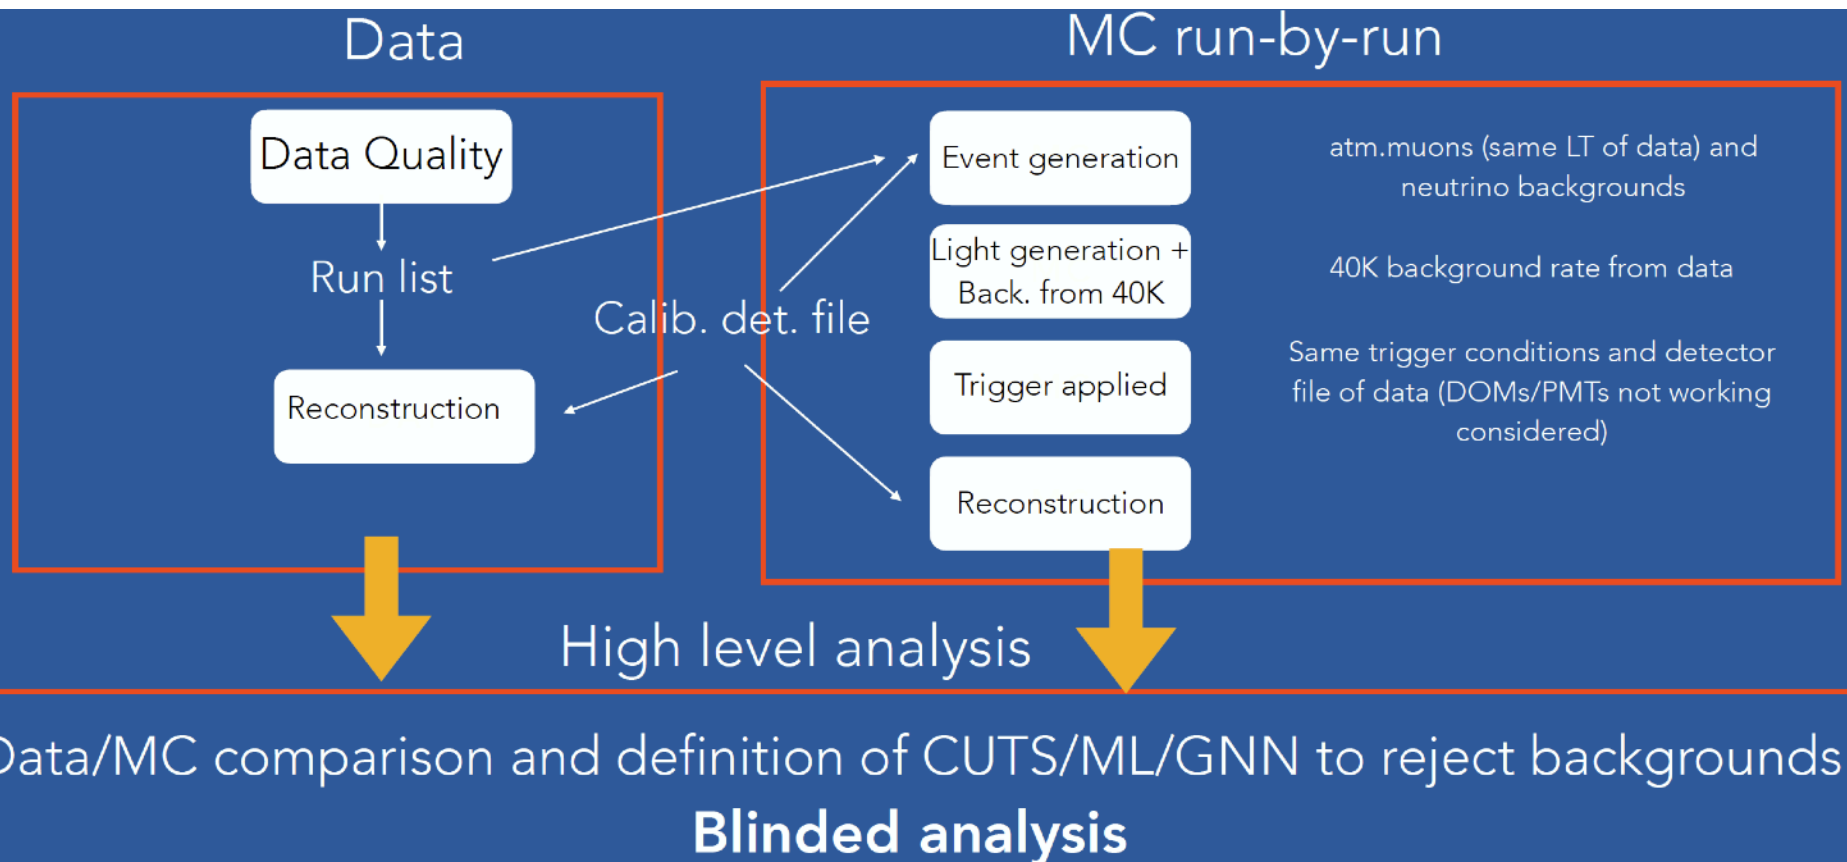 Data
MC run-by-run
Data Quality
Run list
Reconstruction
Calib. det. file
Event generation
atm.muons (same LT of data) and
neutrino backgrounds
Light generation +
Back. from 40K
40K background rate from data
Trigger applied
Same trigger conditions and detector
file of data (DOMs/PMTs not working
considered)
Reconstruction
High level analysis
Data/MC comparison and definition of CUTS/ML/GNN to reject backgrounds
Blinded analysis